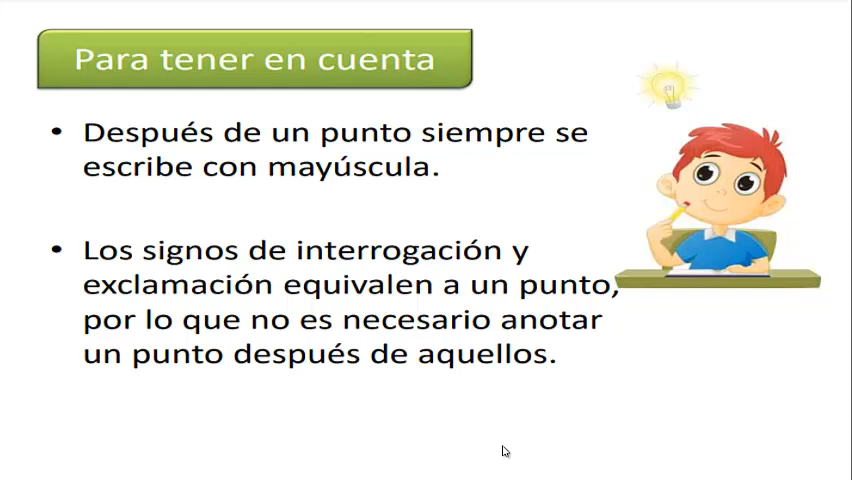 Para tener en cuenta
• Después de un punto siempre se
escribe con mayúscula.
• Los signos de interrogación y
exclamación equivalen a un punto,
por lo que no es necesario anotar
un punto después de aquellos.